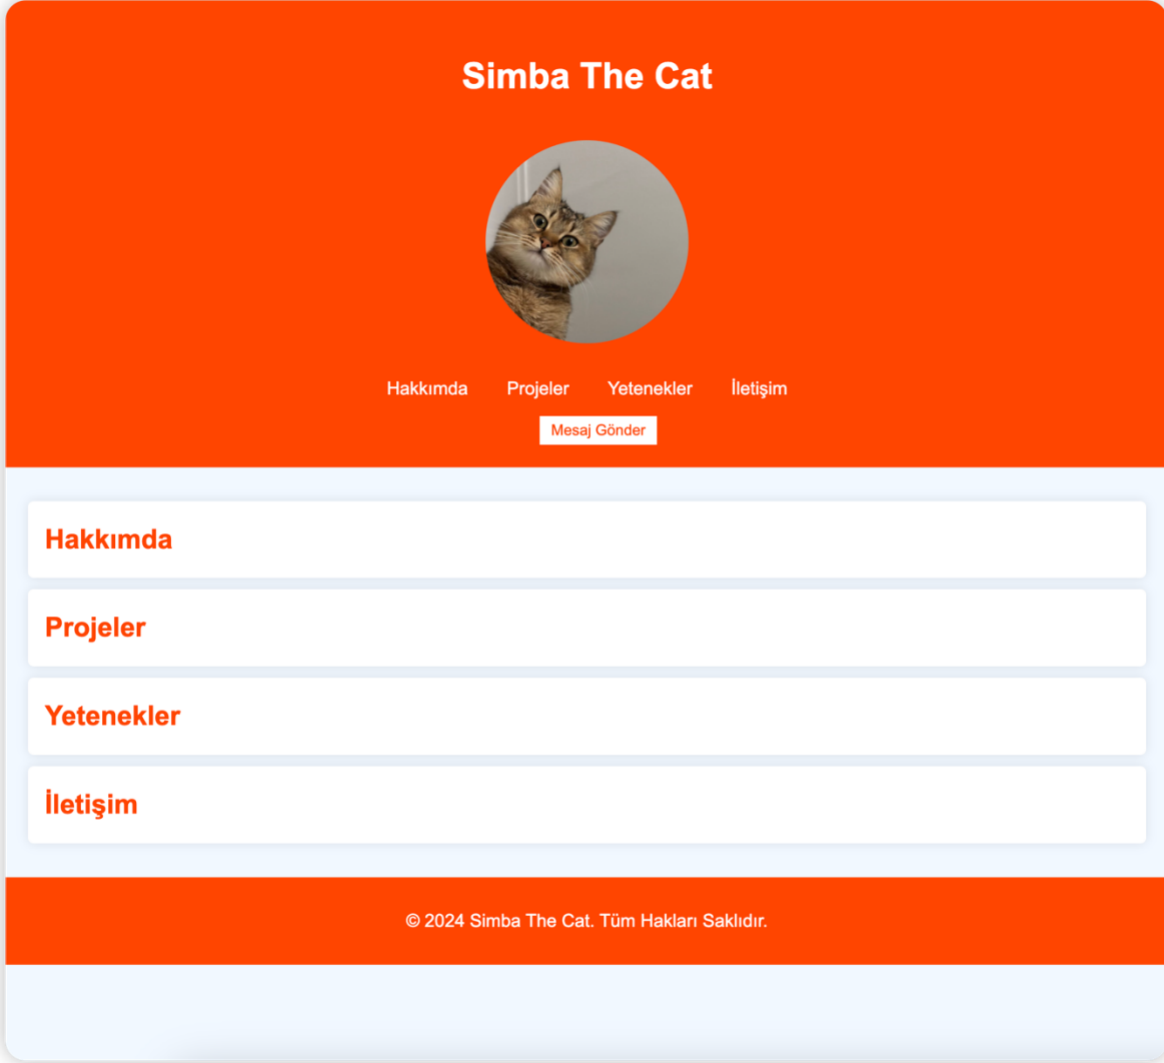 Simba The Cat
Hakkımda Projeler Yetenekler İletişim
Mesaj Gönder
Hakkımda
Projeler
Yetenekler
İletişim
© 2024 Simba The Cat. Tüm Hakları Saklıdır.